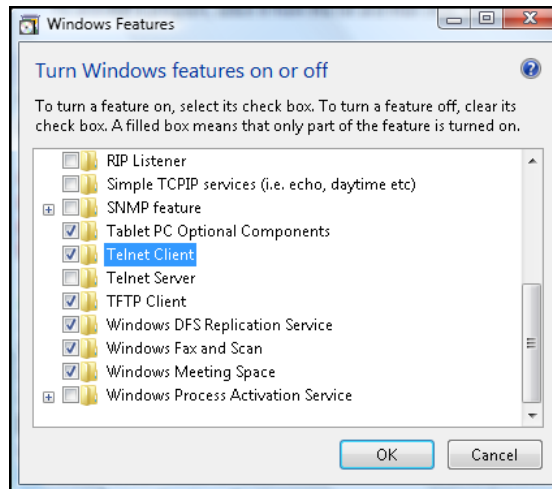 Windows Features
Turn Windows features on or off
To turn a feature on, select its check box. To turn a feature off, clear its
check box. A filled box means that only part of the feature is turned on.
RIP Listener
Simple TCPIP services (i.e. echo, daytime etc)
SNMP feature
Tablet PC Optional Components
Telnet Client
Telnet Server
TFTP Client
Windows DFS Replication Service
Windows Fax and Scan
Windows Meeting Space
Windows Process Activation Service
OK Cancel